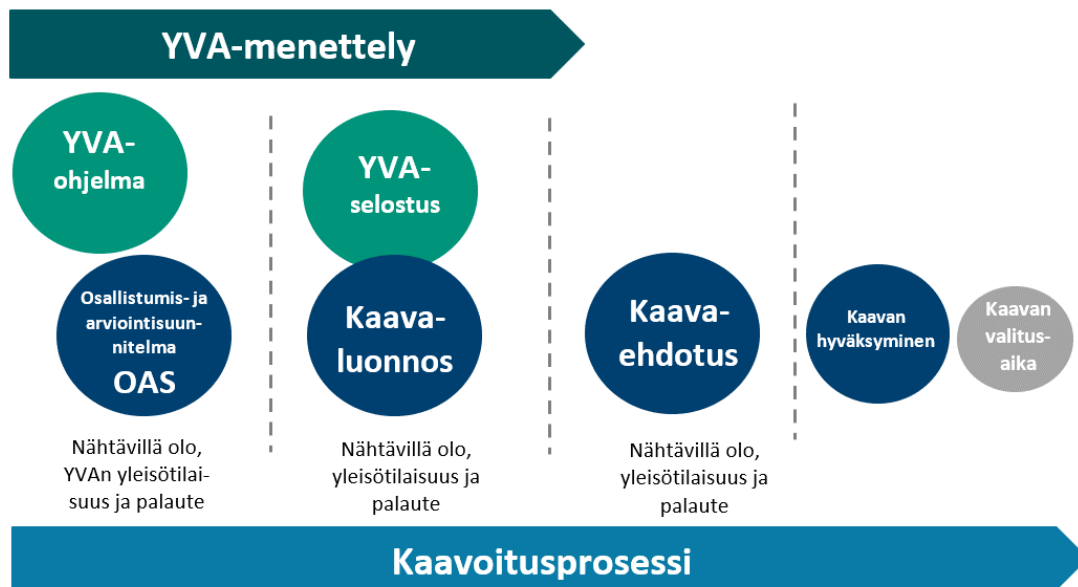 YVA-menettely
YVA-
ohjelma
YVA-
selostus
Osallistumis- ja
arviointisuun-
nitelma
OAS
Kaava-
luonnos
Kaava-
ehdotus
Kaavan
hyväksyminen
Kaavan
valitus-
aika
Nähtävillä olo,
YVAn yleisötilai-
suus ja palaute
Nähtävillä olo,
yleisötilaisuus ja
palaute
Nähtävillä olo,
yleisötilaisuus ja
palaute
Kaavoitusprosessi